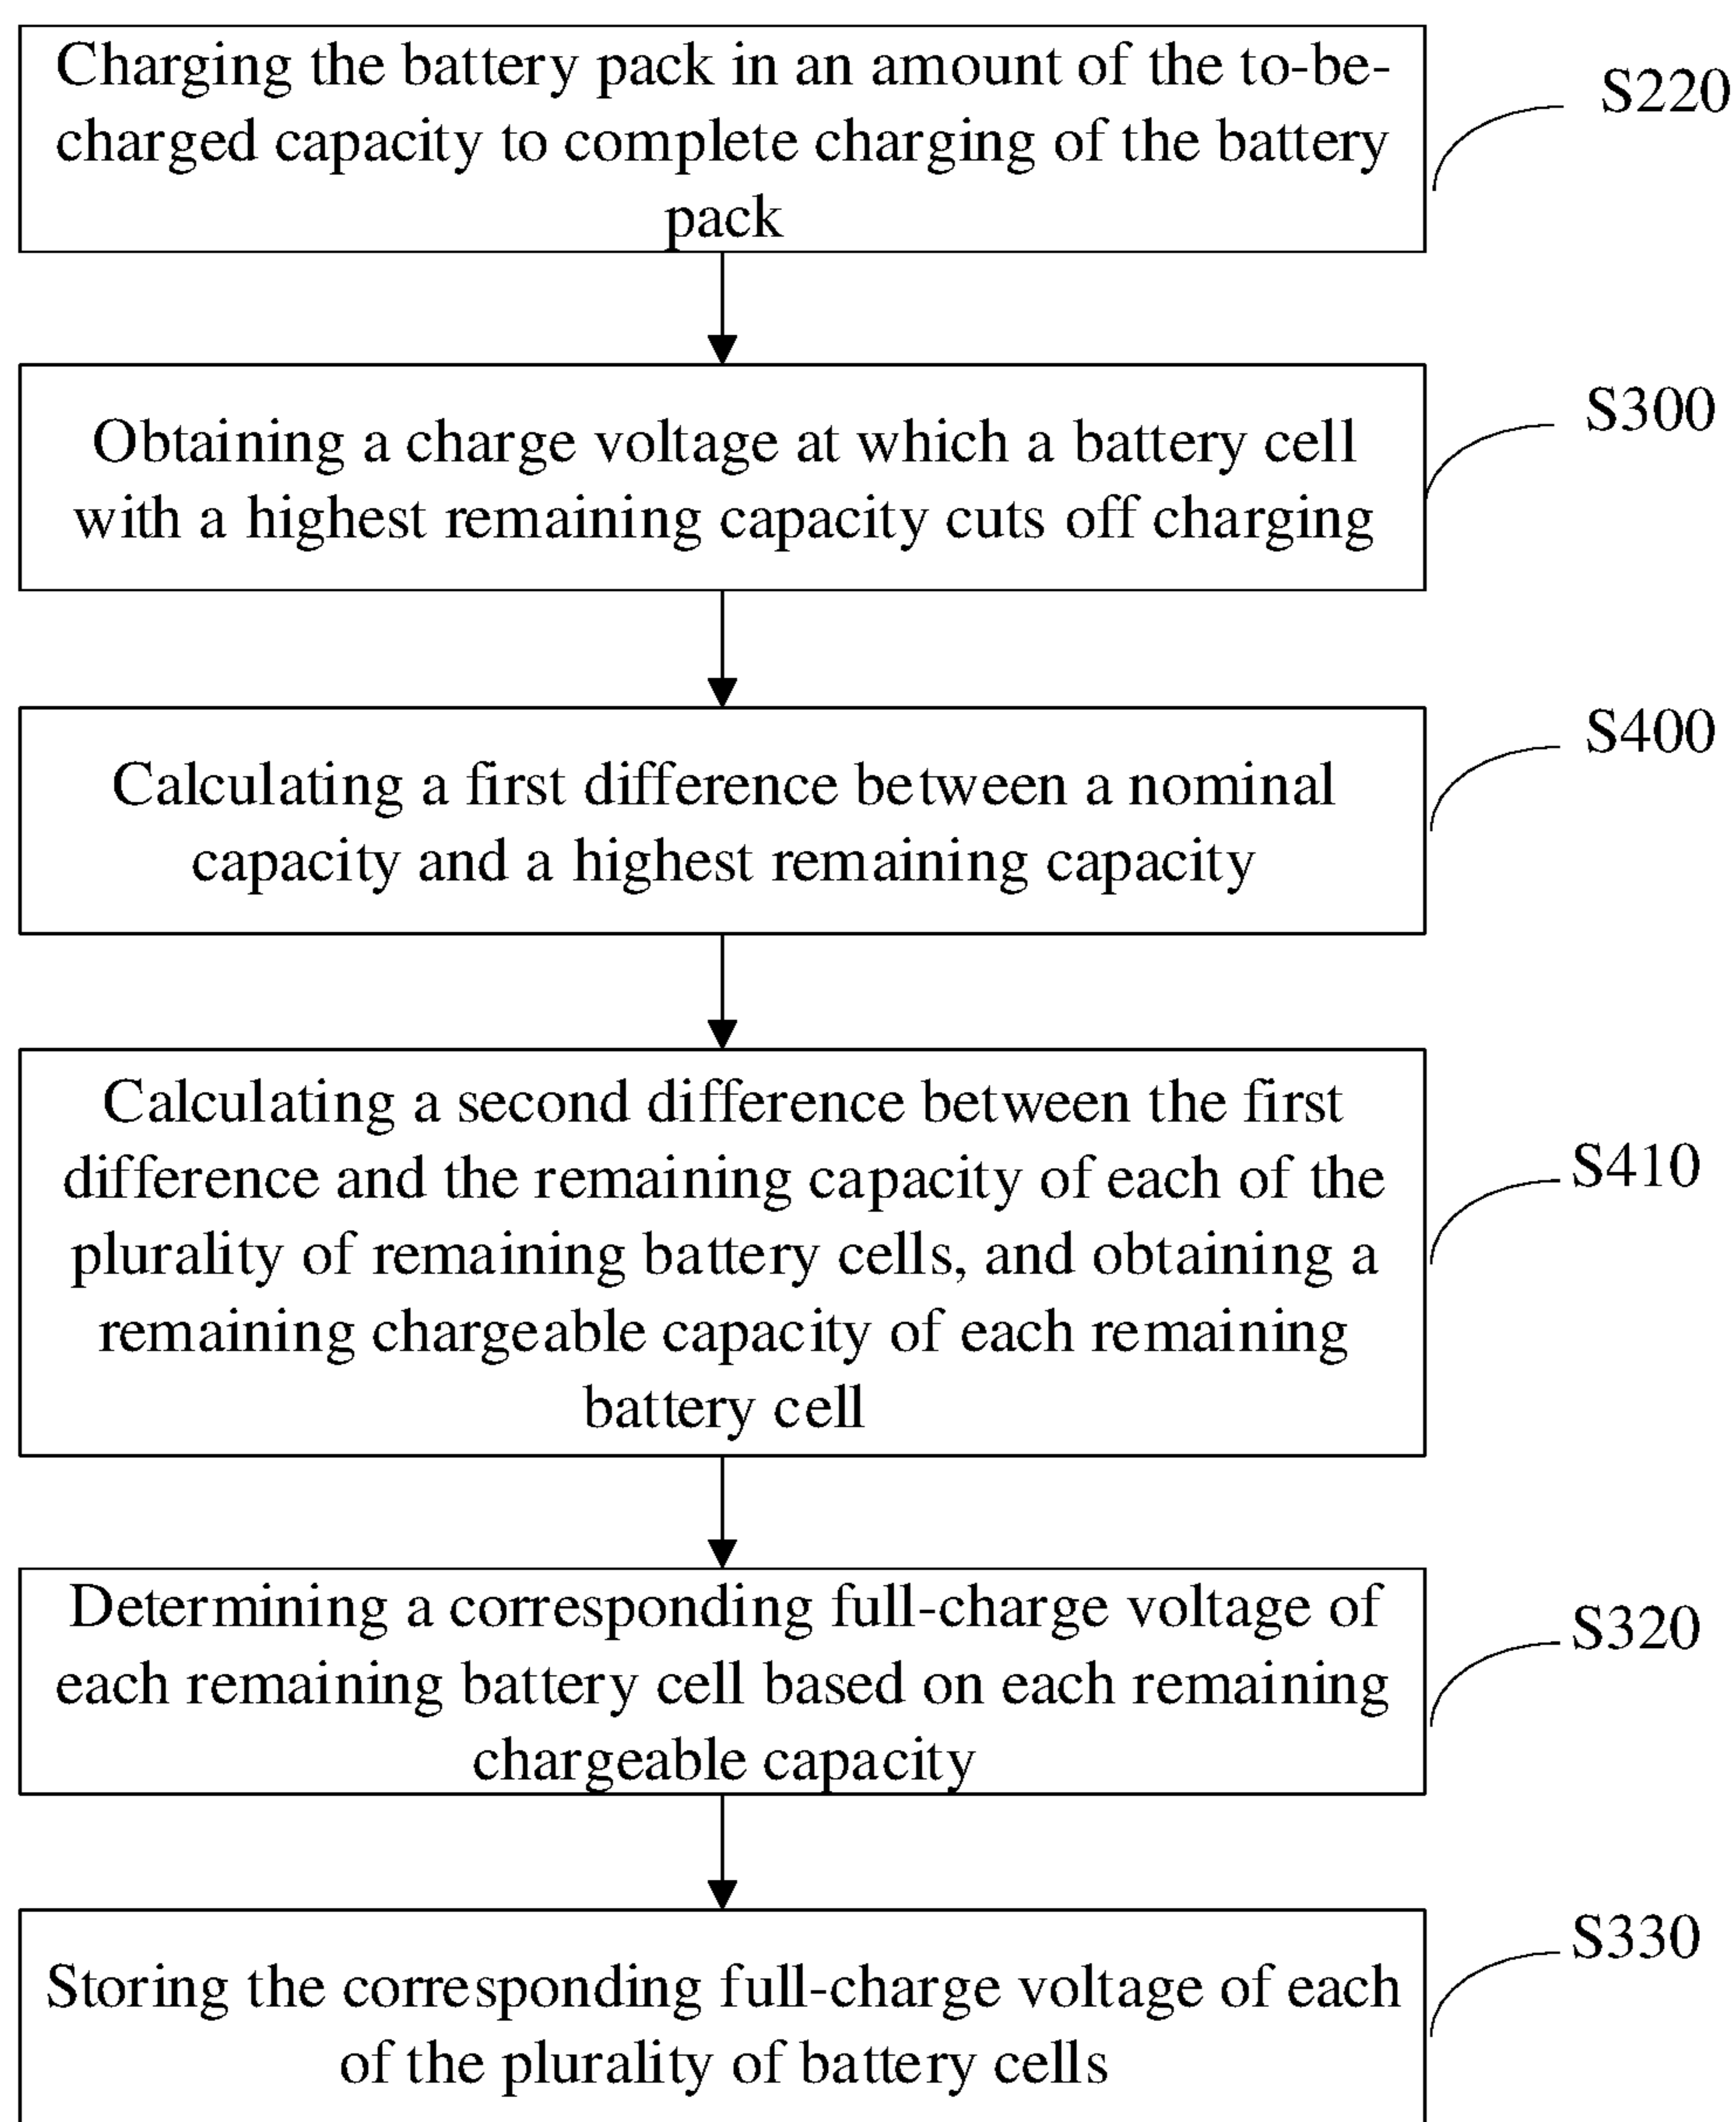 Charging the battery pack in an amount of the to-be-
charged capacity to complete charging of the battery
pack
S220
Obtaining a charge voltage at which a battery cell
with a highest remaining capacity cuts off charging
S300
Calculating a first difference between a nominal
capacity and a highest remaining capacity
S400
Calculating a second difference between the first
difference and the remaining capacity of each of the
plurality of remaining battery cells, and obtaining a
remaining chargeable capacity of each remaining
battery cell
S410
Determining a corresponding full-charge voltage of
each remaining battery cell based on each remaining
chargeable capacity
S320
Storing the corresponding full-charge voltage of each
of the plurality of battery cells
S330